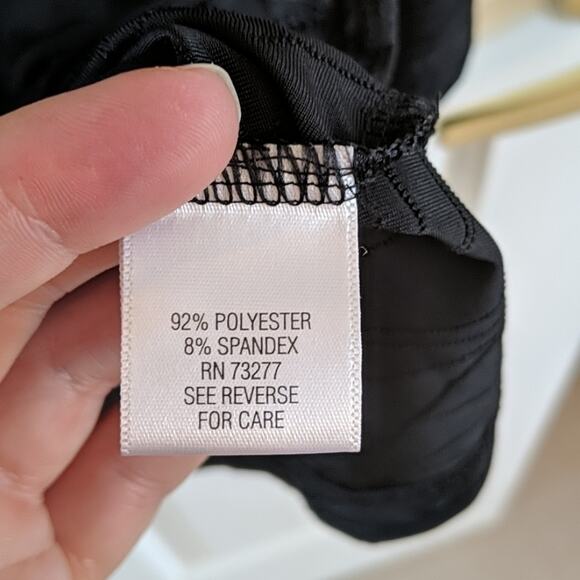 92% POLYESTER
8% SPANDEX
RN 73277
SEE REVERSE
FOR CARE